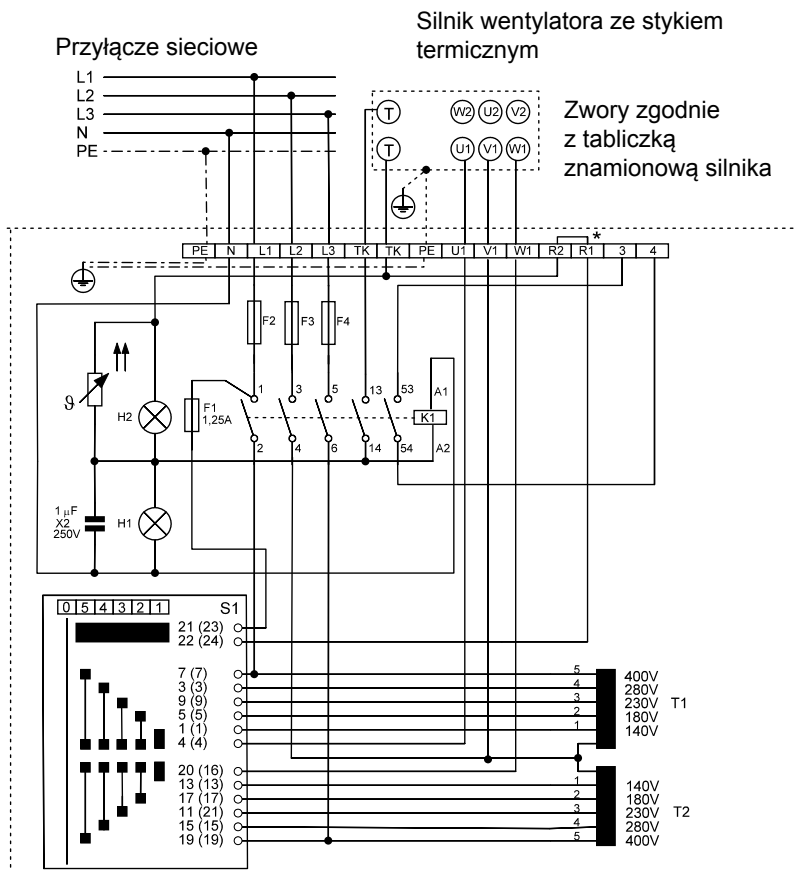 Silnik wentylatora ze stykiem
termicznym
Przyłącze sieciowe
L1
L2
L3
N
PE
T W2 U2 V2
T U1 V1 W1
Zwory zgodnie
z tabliczką
znamionową silnika
*
PE N L1 L2 L3 TK TK PE U1 V1 W1 R2 R1 3 4
F2 F3 F4
ϑ
H2
F1
1,25A
1 3 5 13 53
A1
K1
A2
2 4 6 14 54
1 µF
X2
250V
H1
0 5 4 3 2 1
S1
21 (23)
22 (24)
7 (7)
3 (3)
9 (9)
5 (5)
1 (1)
4 (4)
20 (16)
13 (13)
17 (17)
11 (21)
15 (15)
19 (19)
5 400V
4 280V
3 230V T1
2 180V
1 140V
1 140V
2 180V
3 230V T2
4 280V
5 400V